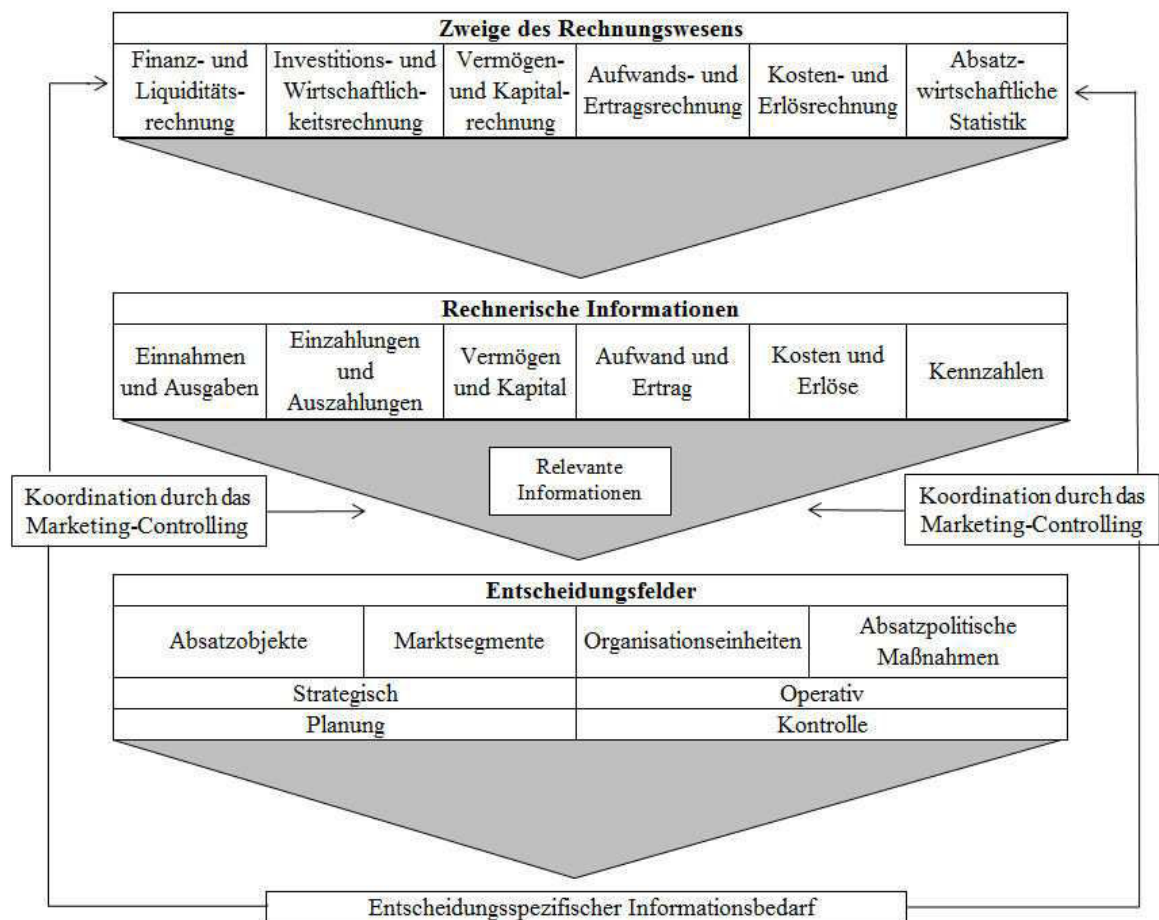 Zweige des Rechnungswesens
Finanz- und
Liquiditäts-
rechnung
Investitions- und
Wirtschaftlich-
keitsrechnung
Vermögen-
und Kapital-
rechnung
Aufwands- und
Ertragsrechnung
Kosten- und
Erlösrechnung
Absatz-
wirtschaftliche
Statistik
Rechnerische Informationen
Einnahmen
und Ausgaben
Einzahlungen
und
Auszahlungen
Vermögen
und Kapital
Aufwand und
Ertrag
Kosten und
Erlöse
Kennzahlen
Relevante
Informationen
Koordination durch das
Marketing-Controlling
Koordination durch das
Marketing-Controlling
Entscheidungsfelder
Absatzobjekte
Marktsegmente
Organisationseinheiten
Absatzpolitische
Maßnahmen
Strategisch
Operativ
Planung
Kontrolle
Entscheidungsspezifischer Informationsbedarf